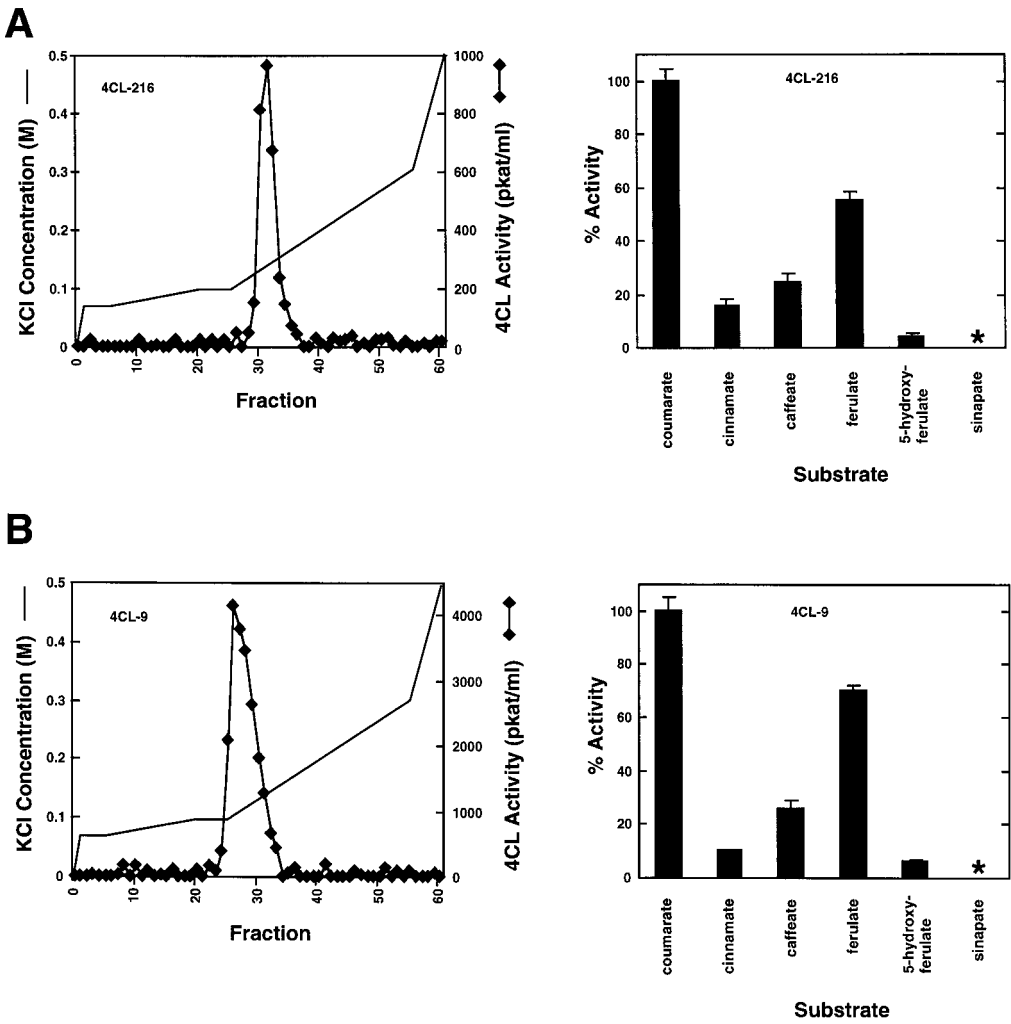 A
4CL-216
KCl Concentration (M)
0.5
0.4
0.3
0.2
0.1
0
4CL Activity (pkat/ml)
1000
800
600
400
200
0
0 10 20 30 40 50 60
Fraction
4CL-216
% Activity
100
80
60
40
20
0
coumarate
cinnamate
caffeate
ferulate
5-hydroxy-
ferulate
sinapate
*
Substrate
B
4CL-9
KCl Concentration (M)
0.5
0.4
0.3
0.2
0.1
0
4CL Activity (pkat/ml)
4000
3000
2000
1000
0
0 10 20 30 40 50 60
Fraction
4CL-9
% Activity
100
80
60
40
20
0
coumarate
cinnamate
caffeate
ferulate
5-hydroxy-
ferulate
sinapate
*
Substrate